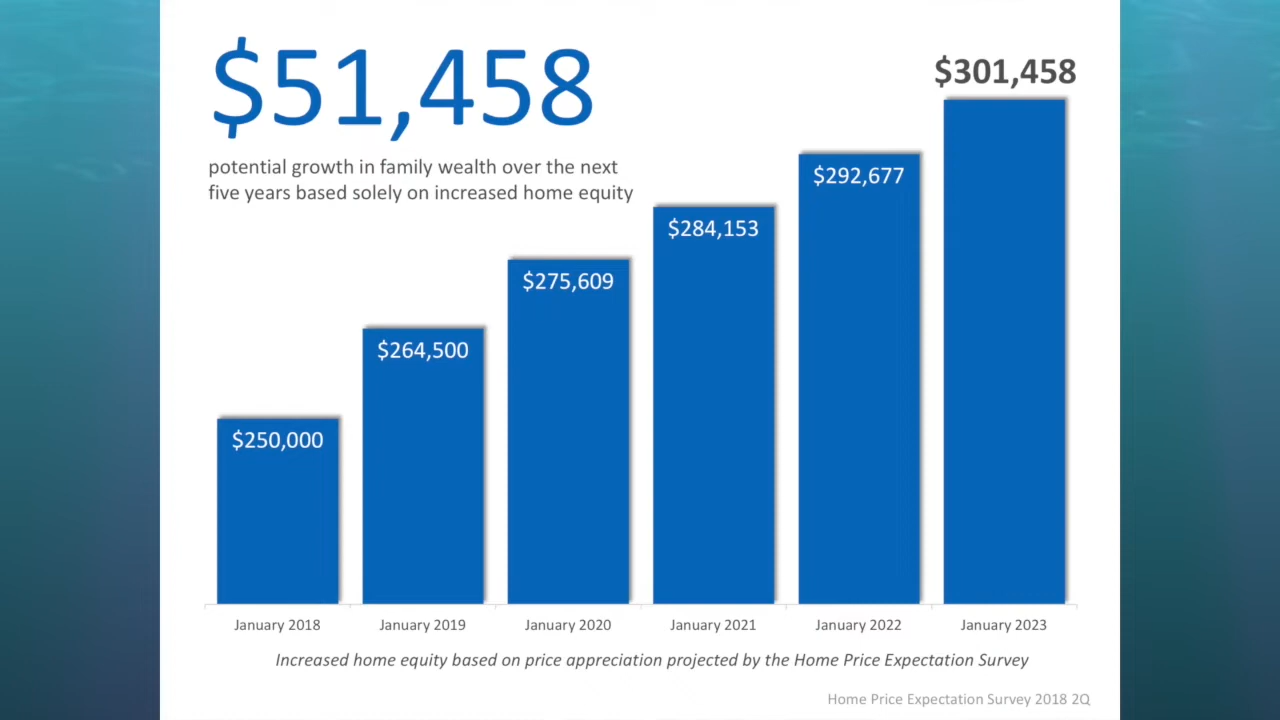 $51,458
potential growth in family wealth over the next
five years based solely on increased home equity
$250,000
$264,500
$275,609
$284,153
$292,677
$301,458
January 2018
January 2019
January 2020
January 2021
January 2022
January 2023
Increased home equity based on price appreciation projected by the Home Price Expectation Survey
Home Price Expectation Survey 2018 2Q